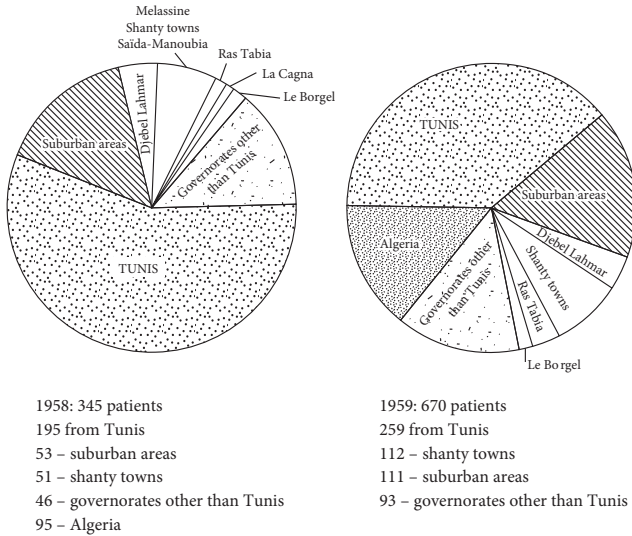 Melassine
Shanty towns
Saïda-Manoubia
Ras Tabia
La Cagna
Le Borgel
Djebel Lahmar
Suburban areas
Governorates other
than Tunis
TUNIS
TUNIS
Suburban areas
Algeria
Djebel Lahmar
Governorates other
than Tunis
Shanty towns
Ras Tabia
Le Borgel
1958: 345 patients
195 from Tunis
53 – suburban areas
51 – shanty towns
46 – governorates other than Tunis
95 – Algeria
1959: 670 patients
259 from Tunis
112 – shanty towns
111 – suburban areas
93 – governorates other than Tunis